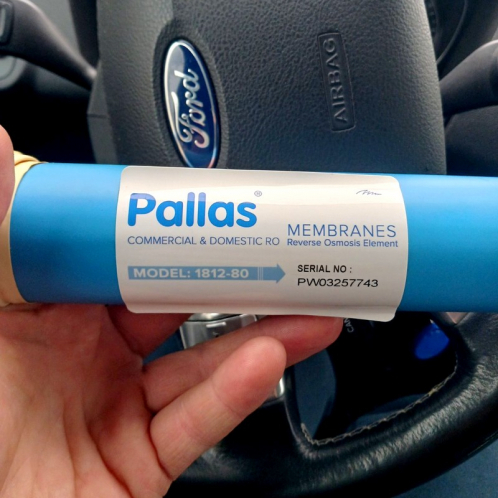 Ford
AIRBAG
Pallas®
COMMERCIAL & DOMESTIC RO
MEMBRANES
Reverse Osmosis Element
MODEL: 1812-80
SERIAL NO :
PW03257743